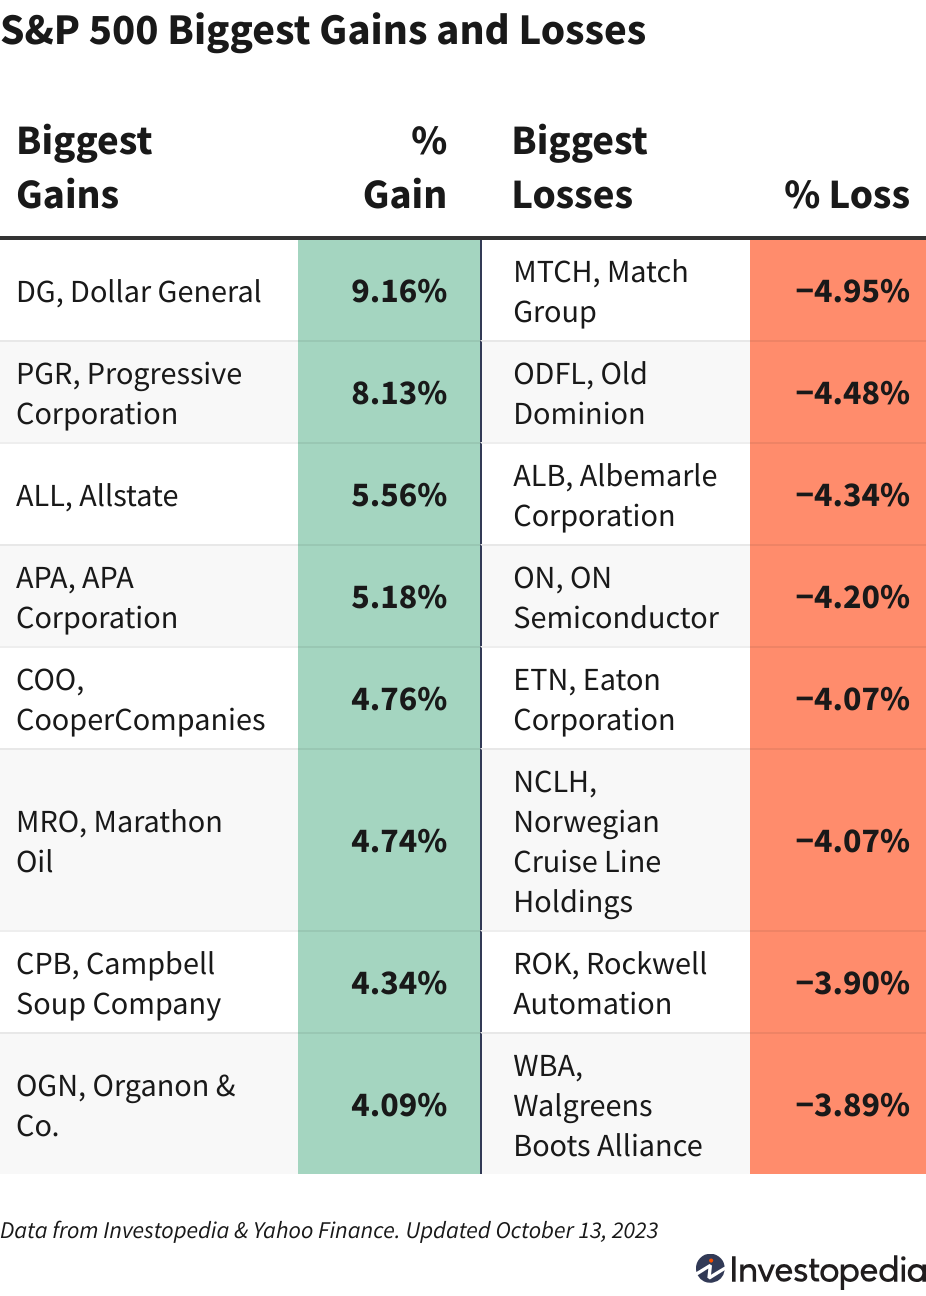 S&P 500 Biggest Gains and Losses
Biggest
Gains
%
Gain
Biggest
Losses
% Loss
DG, Dollar General
9.16%
MTCH, Match
Group
−4.95%
PGR, Progressive
Corporation
8.13%
ODFL, Old
Dominion
−4.48%
ALL, Allstate
5.56%
ALB, Albemarle
Corporation
−4.34%
APA, APA
Corporation
5.18%
ON, ON
Semiconductor
−4.20%
COO,
CooperCompanies
4.76%
ETN, Eaton
Corporation
−4.07%
MRO, Marathon
Oil
4.74%
NCLH,
Norwegian
Cruise Line
Holdings
−4.07%
CPB, Campbell
Soup Company
4.34%
ROK, Rockwell
Automation
−3.90%
OGN, Organon &
Co.
4.09%
WBA,
Walgreens
Boots Alliance
−3.89%
Data from Investopedia & Yahoo Finance. Updated October 13, 2023
Investopedia